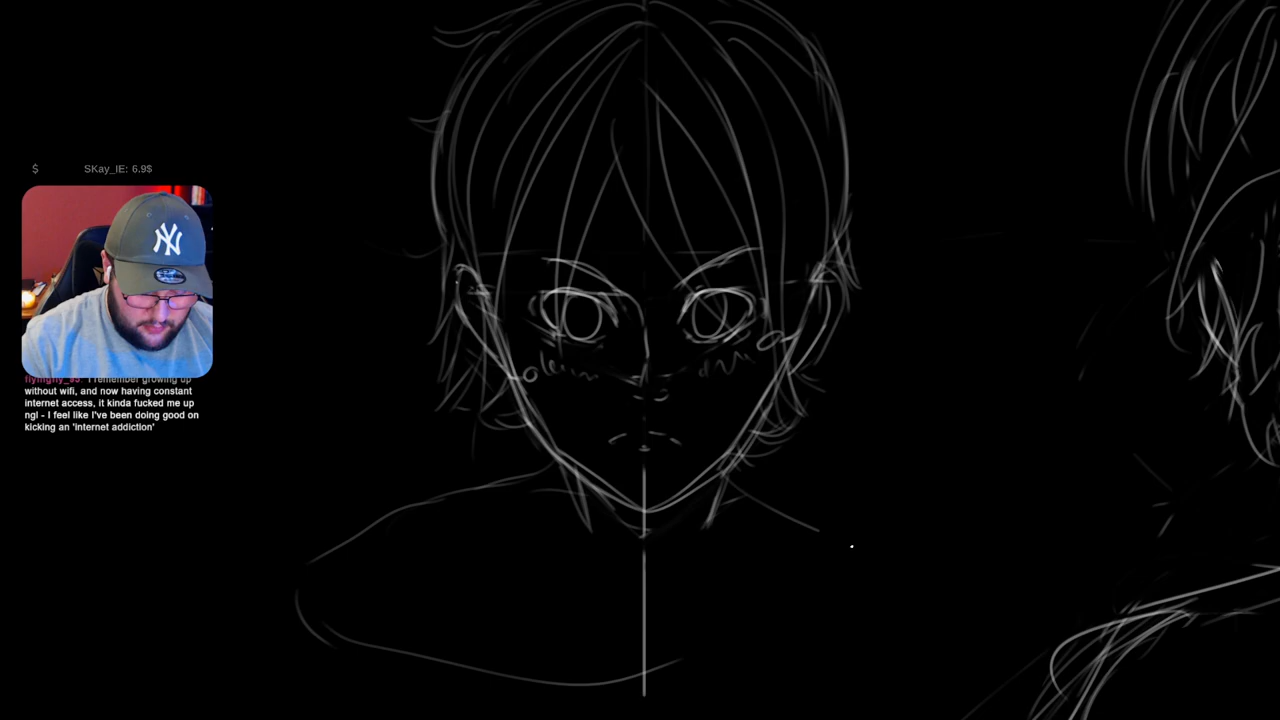 $ SKay_IE: 6.9$
NY
I remember growing up
without wifi, and now having constant
internet access, it kinda fucked me up
ngl - I feel like I've been doing good on
kicking an 'internet addiction'